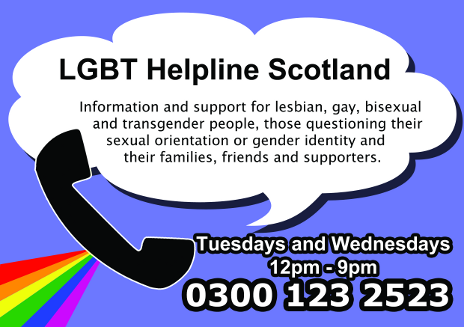 LGBT Helpline Scotland
Information and support for lesbian, gay, bisexual
and transgender people, those questioning their
sexual orientation or gender identity and
their families, friends and supporters.
Tuesdays and Wednesdays
12pm - 9pm
0300 123 2523